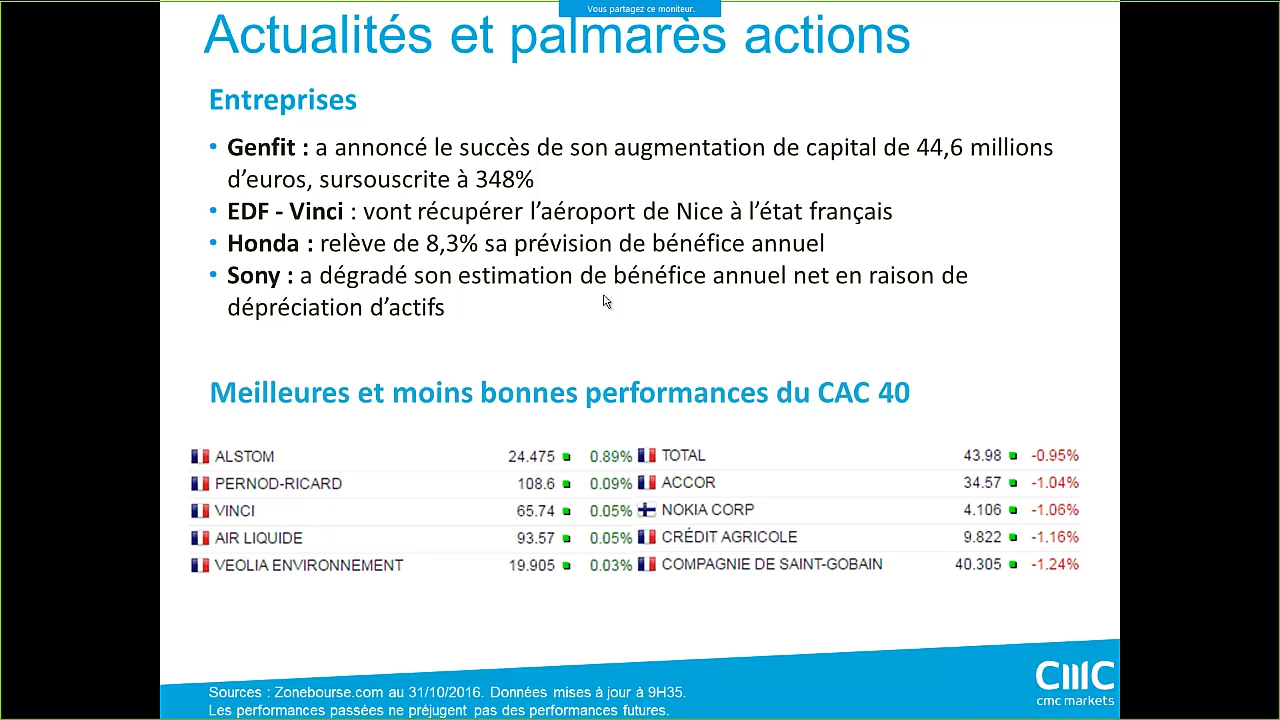 Vous partagez ce moniteur.
Actualités et palmarès actions
Entreprises
• Genfit : a annoncé le succès de son augmentation de capital de 44,6 millions
d’euros, sursouscrite à 348%
• EDF - Vinci : vont récupérer l’aéroport de Nice à l’état français
• Honda : relève de 8,3% sa prévision de bénéfice annuel
• Sony : a dégradé son estimation de bénéfice annuel net en raison de
dépréciation d’actifs
Meilleures et moins bonnes performances du CAC 40
ALSTOM 24.475 0.89% TOTAL 43.98 -0.95%
PERNOD-RICARD 108.6 0.09% ACCOR 34.57 -1.04%
VINCI 65.74 0.05% NOKIA CORP 4.106 -1.06%
AIR LIQUIDE 93.57 0.05% CRÉDIT AGRICOLE 9.822 -1.16%
VEOLIA ENVIRONNEMENT 19.905 0.03% COMPAGNIE DE SAINT-GOBAIN 40.305 -1.24%
Sources : Zonebourse.com au 31/10/2016. Données mises à jour à 9H35.
Les performances passées ne préjugent pas des performances futures.
CMC
cmc markets